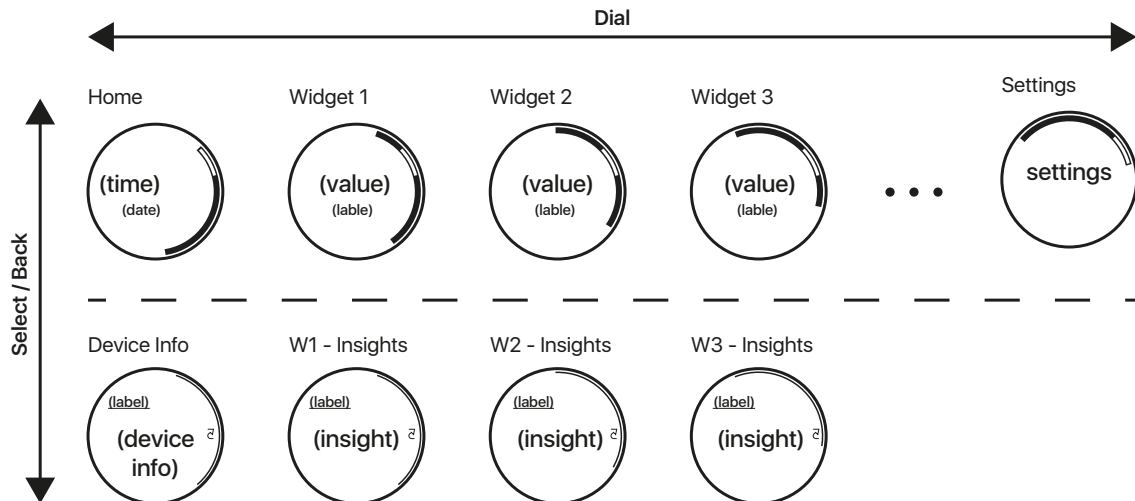 Dial
Home
Widget 1
Widget 2
Widget 3
Settings
(time)
(date)
(value)
(lable)
(value)
(lable)
(value)
(lable)
settings
Select / Back
Device Info
W1 - Insights
W2 - Insights
W3 - Insights
(label)
(device
info)
(label)
(insight)
(label)
(insight)
(label)
(insight)